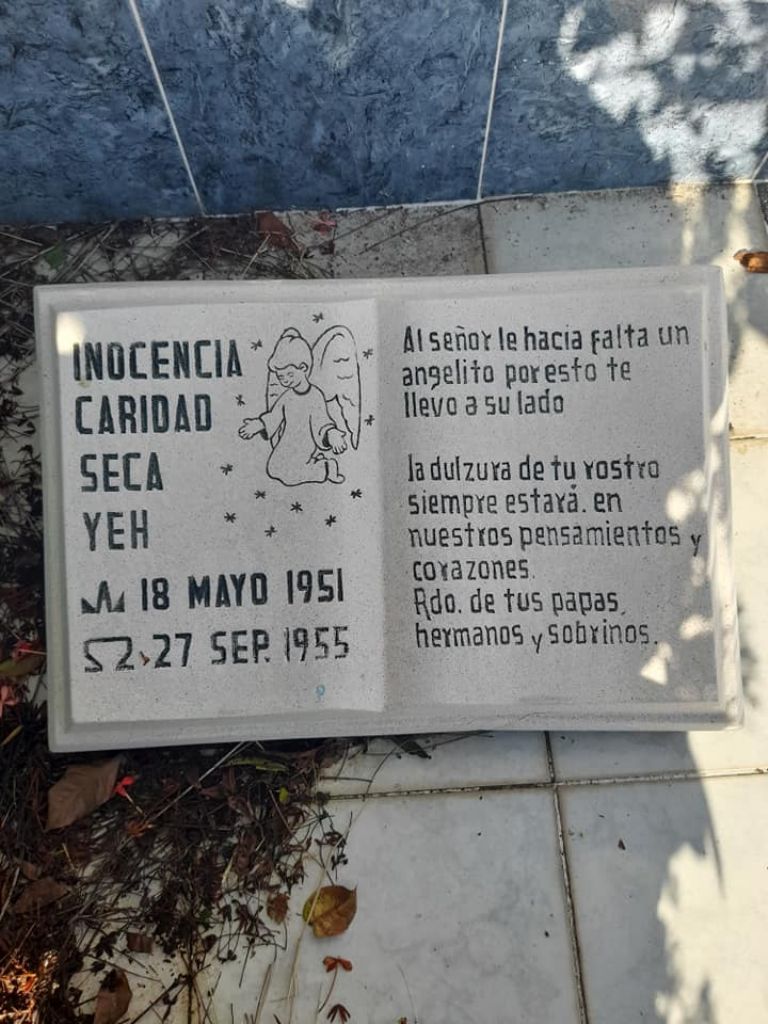 INOCENCIA
CARIDAD
SECA
YEH
18 MAYO 1951
27 SEP. 1955
Al señor le hacia falta un
angelito por esto te
llevo a su lado
la dulzura de tu rostro
siempre estará. en
nuestros pensamientos y
corazones.
Rdo. de tus papas,
hermanos y sobrinos.